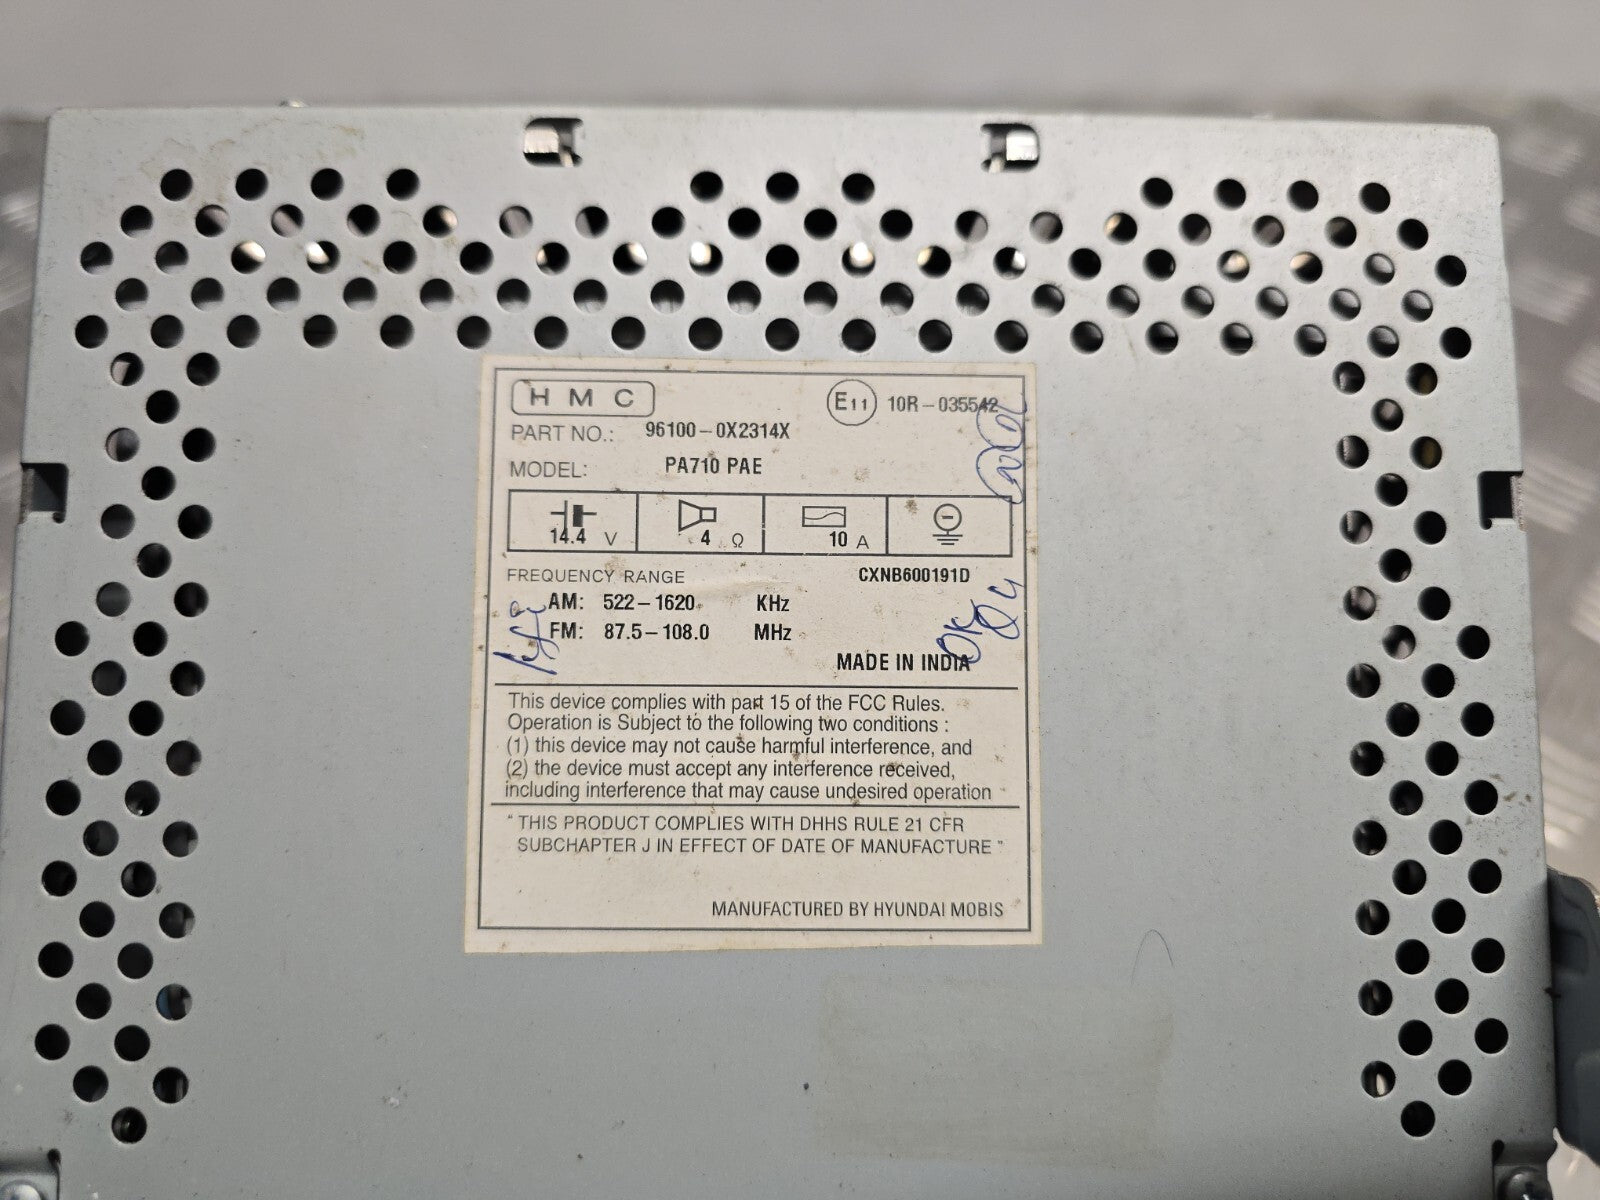 HMC E11 10R-035542
PART NO.: 96100-0X2314X
MODEL: PA710 PAE
14.4 V 4 Ω 10 A
FREQUENCY RANGE CXNB600191D
AM: 522-1620 KHz
FM: 87.5-108.0 MHz
OK
MADE IN INDIA
This device complies with part 15 of the FCC Rules.
Operation is Subject to the following two conditions :
(1) this device may not cause harmful interference, and
(2) the device must accept any interference received,
including interference that may cause undesired operation
" THIS PRODUCT COMPLIES WITH DHHS RULE 21 CFR
SUBCHAPTER J IN EFFECT OF DATE OF MANUFACTURE "
MANUFACTURED BY HYUNDAI MOBIS